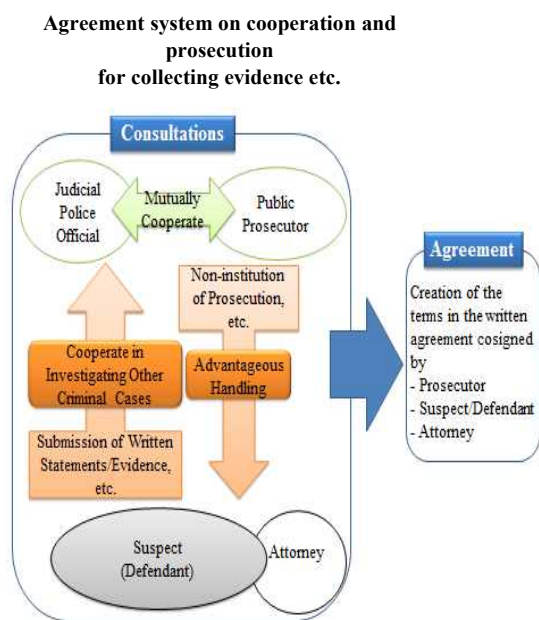 Agreement system on cooperation and
prosecution
for collecting evidence etc.
Consultations
Judicial
Police
Official
Mutually
Cooperate
Public
Prosecutor
Non-institution
of Prosecution,
etc.
Cooperate in
Investigating Other
Criminal Cases
Advantageous
Handling
Submission of Written
Statements/Evidence,
etc.
Suspect
(Defendant)
Attorney
Agreement
Creation of the
terms in the written
agreement cosigned
by
- Prosecutor
- Suspect/Defendant
- Attorney